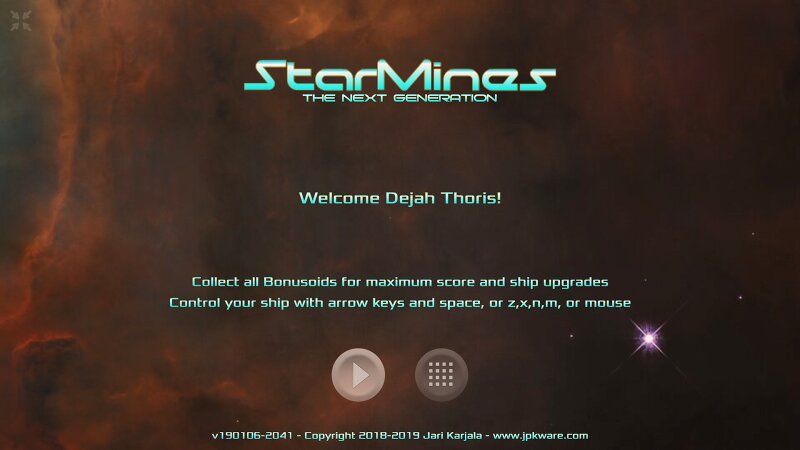 StarMines
THE NEXT GENERATION
Welcome Dejah Thoris!
Collect all Bonusoids for maximum score and ship upgrades
Control your ship with arrow keys and space, or z,x,n,m, or mouse
v190106-2041 - Copyright 2018-2019 Jari Karjala - www.jpkware.com